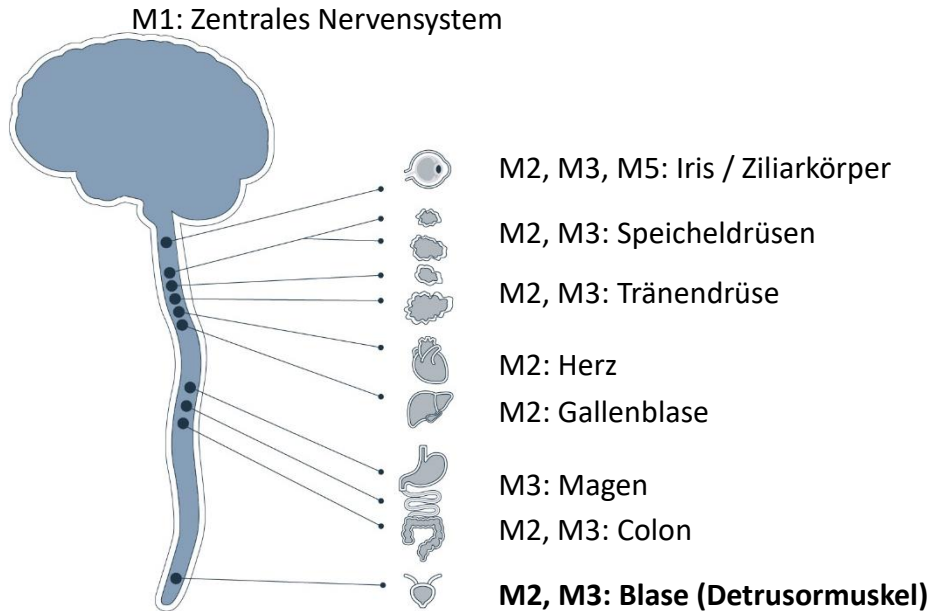 M1: Zentrales Nervensystem
M2, M3, M5: Iris / Ziliarkörper
M2, M3: Speicheldrüsen
M2, M3: Tränendrüse
M2: Herz
M2: Gallenblase
M3: Magen
M2, M3: Colon
M2, M3: Blase (Detrusormuskel)